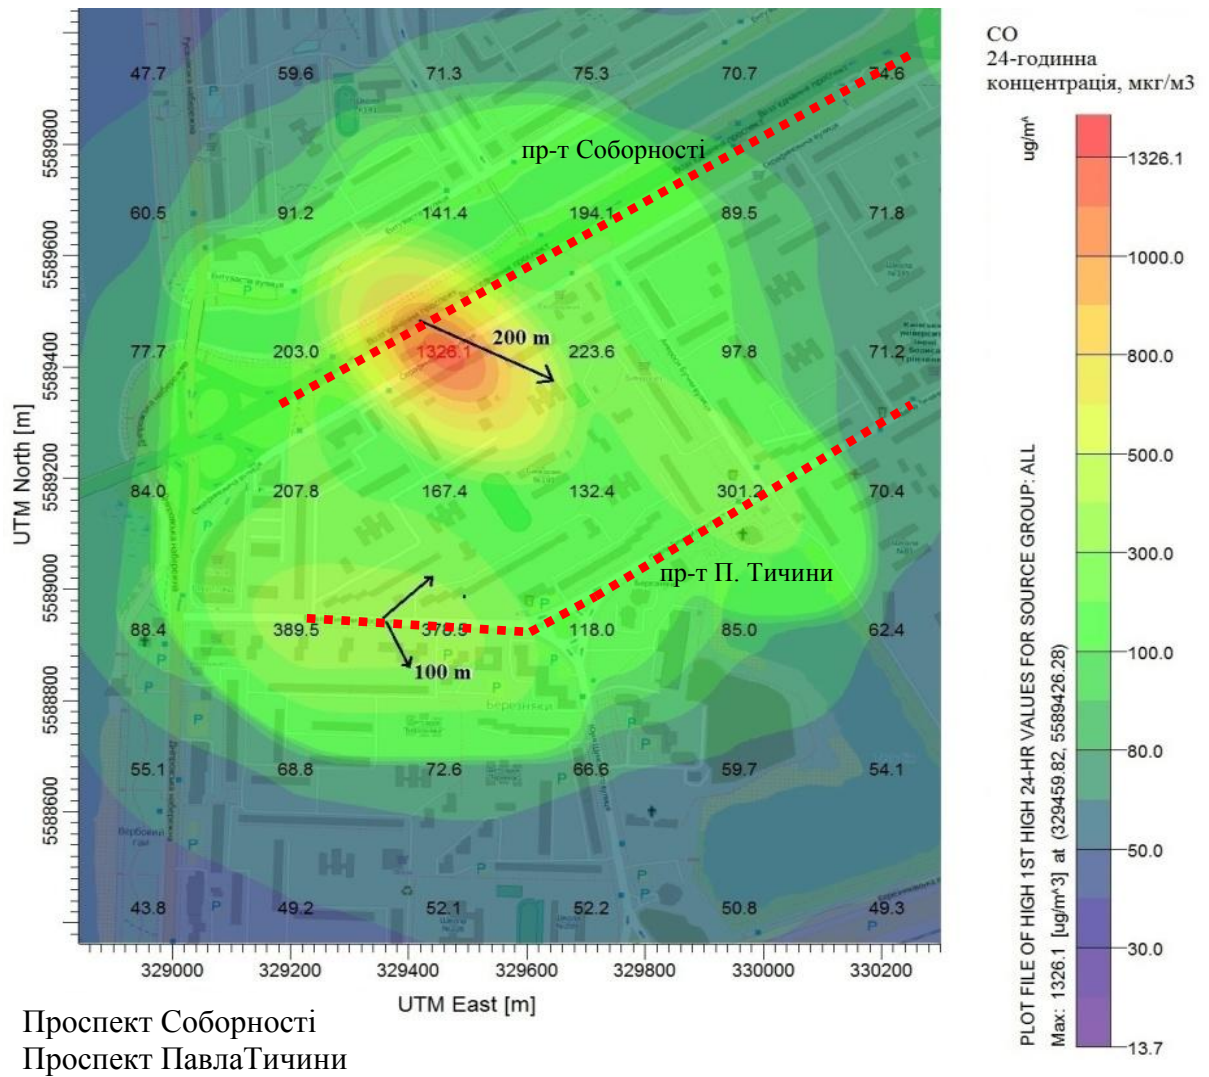 CO
24-годинна
концентрація, мкг/м3
ug/m^
1326.1
1000.0
800.0
500.0
300.0
100.0
80.0
50.0
30.0
13.7
PLOT FILE OF HIGH 1ST HIGH 24-HR VALUES FOR SOURCE GROUP: ALL
Max: 1326.1 [ug/m^3] at (329459.82, 5589426.28)
47.7 59.6 71.3 75.3 70.7 74.6
пр-т Соборності
60.5 91.2 141.4 194.1 89.5 71.8
200 m
77.7 203.0 1326.1 223.6 97.8 71.2
84.0 207.8 167.4 132.4 301.2 70.4
пр-т П. Тичини
88.4 389.5 378.5 118.0 85.0 62.4
100 m
Березняки
55.1 68.8 72.6 66.6 59.7 54.1
43.8 49.2 52.1 52.2 50.8 49.3
UTM North [m]
5589800
5589600
5589400
5589200
5589000
5588800
5588600
329000 329200 329400 329600 329800 330000 330200
UTM East [m]
Проспект Соборності
Проспект ПавлаТичини